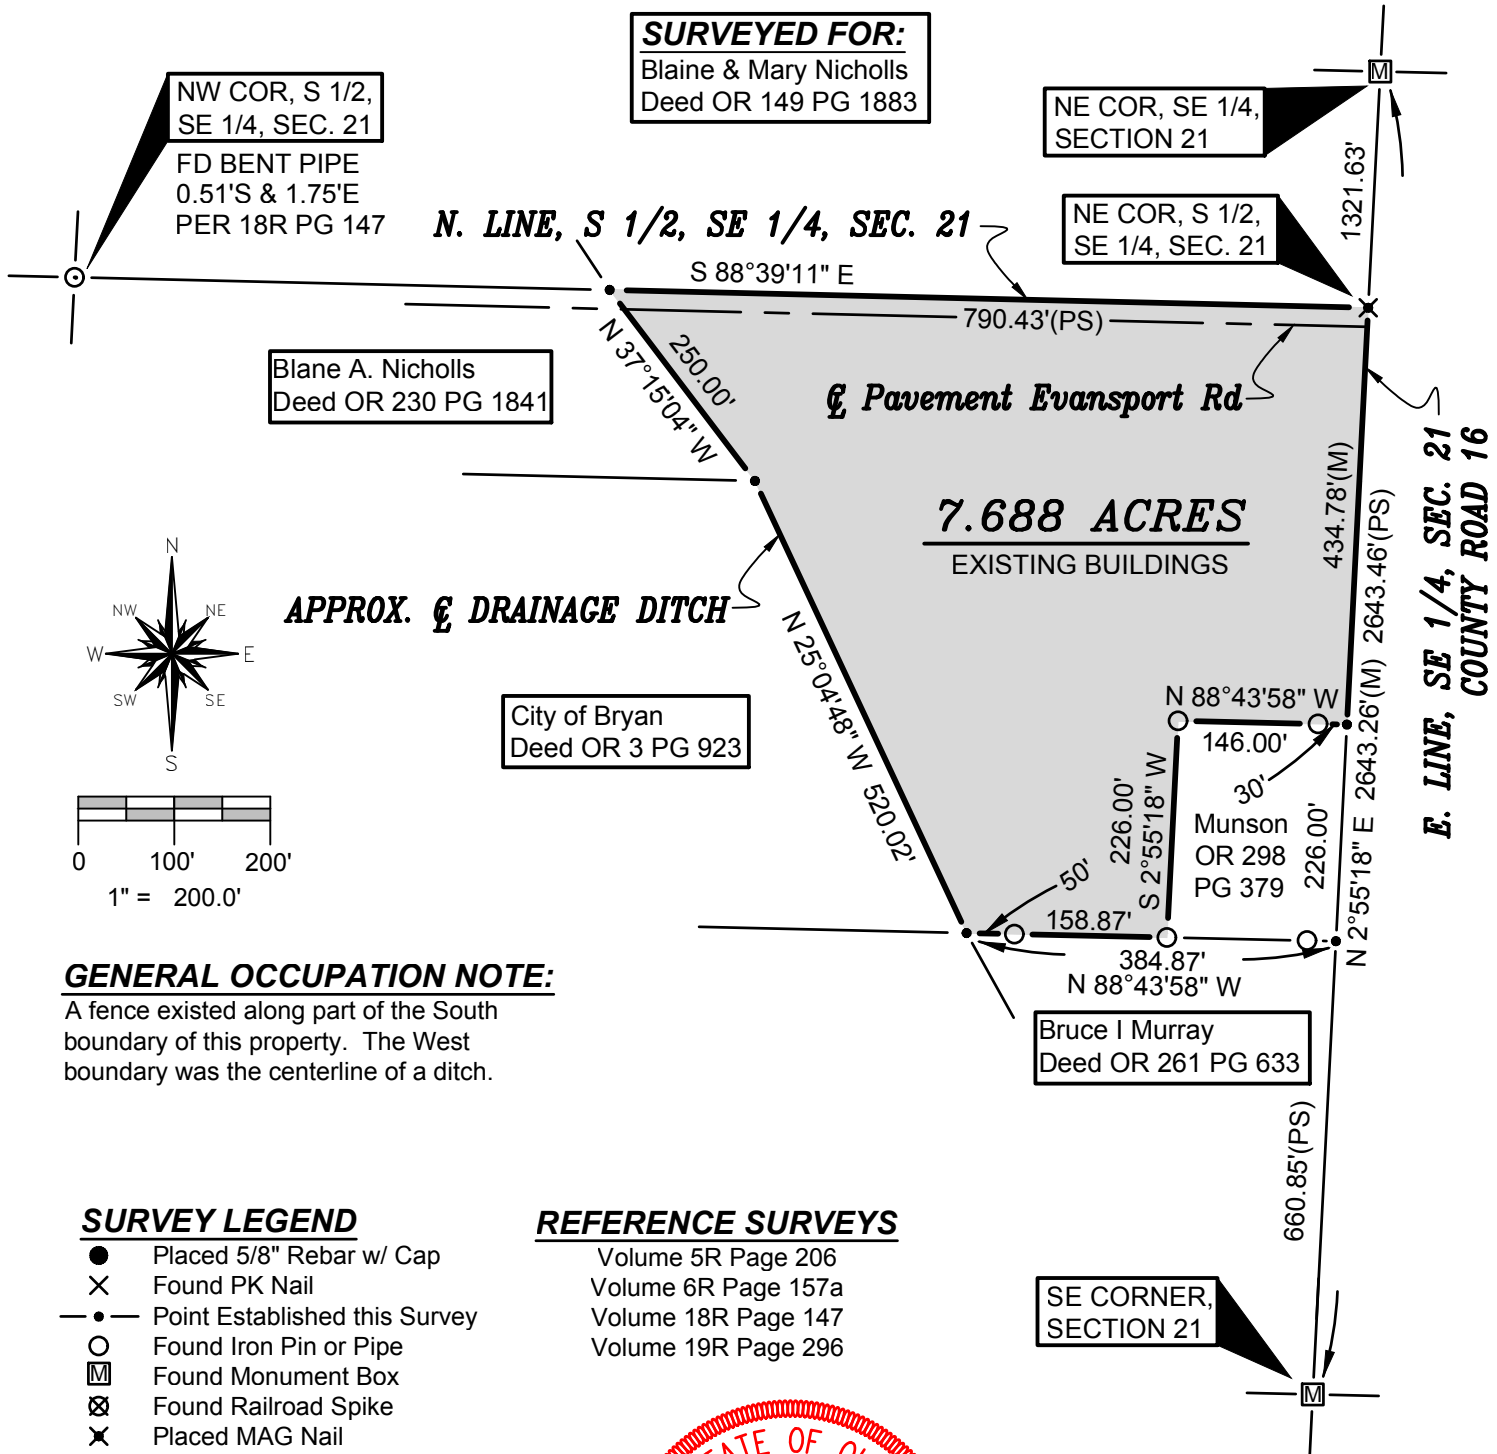 SURVEYED FOR:
Blaine & Mary Nicholls
Deed OR 149 PG 1883
NW COR, S 1/2,
SE 1/4, SEC. 21
FD BENT PIPE
0.51'S & 1.75'E
PER 18R PG 147
NE COR, SE 1/4,
SECTION 21
M
1321.63'
NE COR, S 1/2,
SE 1/4, SEC. 21
N. LINE, S 1/2, SE 1/4, SEC. 21
S 88°39'11" E
790.43'(PS)
N 37°15'04" W
250.00'
Blane A. Nicholls
Deed OR 230 PG 1841
℄ Pavement Evansport Rd
7.688 ACRES
EXISTING BUILDINGS
434.78'(M)
N 2°55'18" E 2643.26'(M) 2643.46'(PS)
E. LINE, SE 1/4, SEC. 21
COUNTY ROAD 16
APPROX. ℄ DRAINAGE DITCH
N 25°04'48" W 520.02'
N
NW
NE
W
E
SW
SE
S
City of Bryan
Deed OR 3 PG 923
N 88°43'58" W
146.00'
30'
226.00'
S 2°55'18" W
Munson
OR 298
PG 379
226.00'
0 100' 200'
1" = 200.0'
50'
158.87'
384.87'
N 88°43'58" W
GENERAL OCCUPATION NOTE:
A fence existed along part of the South
boundary of this property. The West
boundary was the centerline of a ditch.
Bruce I Murray
Deed OR 261 PG 633
660.85'(PS)
SURVEY LEGEND
Placed 5/8" Rebar w/ Cap
Found PK Nail
Point Established this Survey
Found Iron Pin or Pipe
M Found Monument Box
Found Railroad Spike
Placed MAG Nail
REFERENCE SURVEYS
Volume 5R Page 206
Volume 6R Page 157a
Volume 18R Page 147
Volume 19R Page 296
SE CORNER,
SECTION 21
M
OF